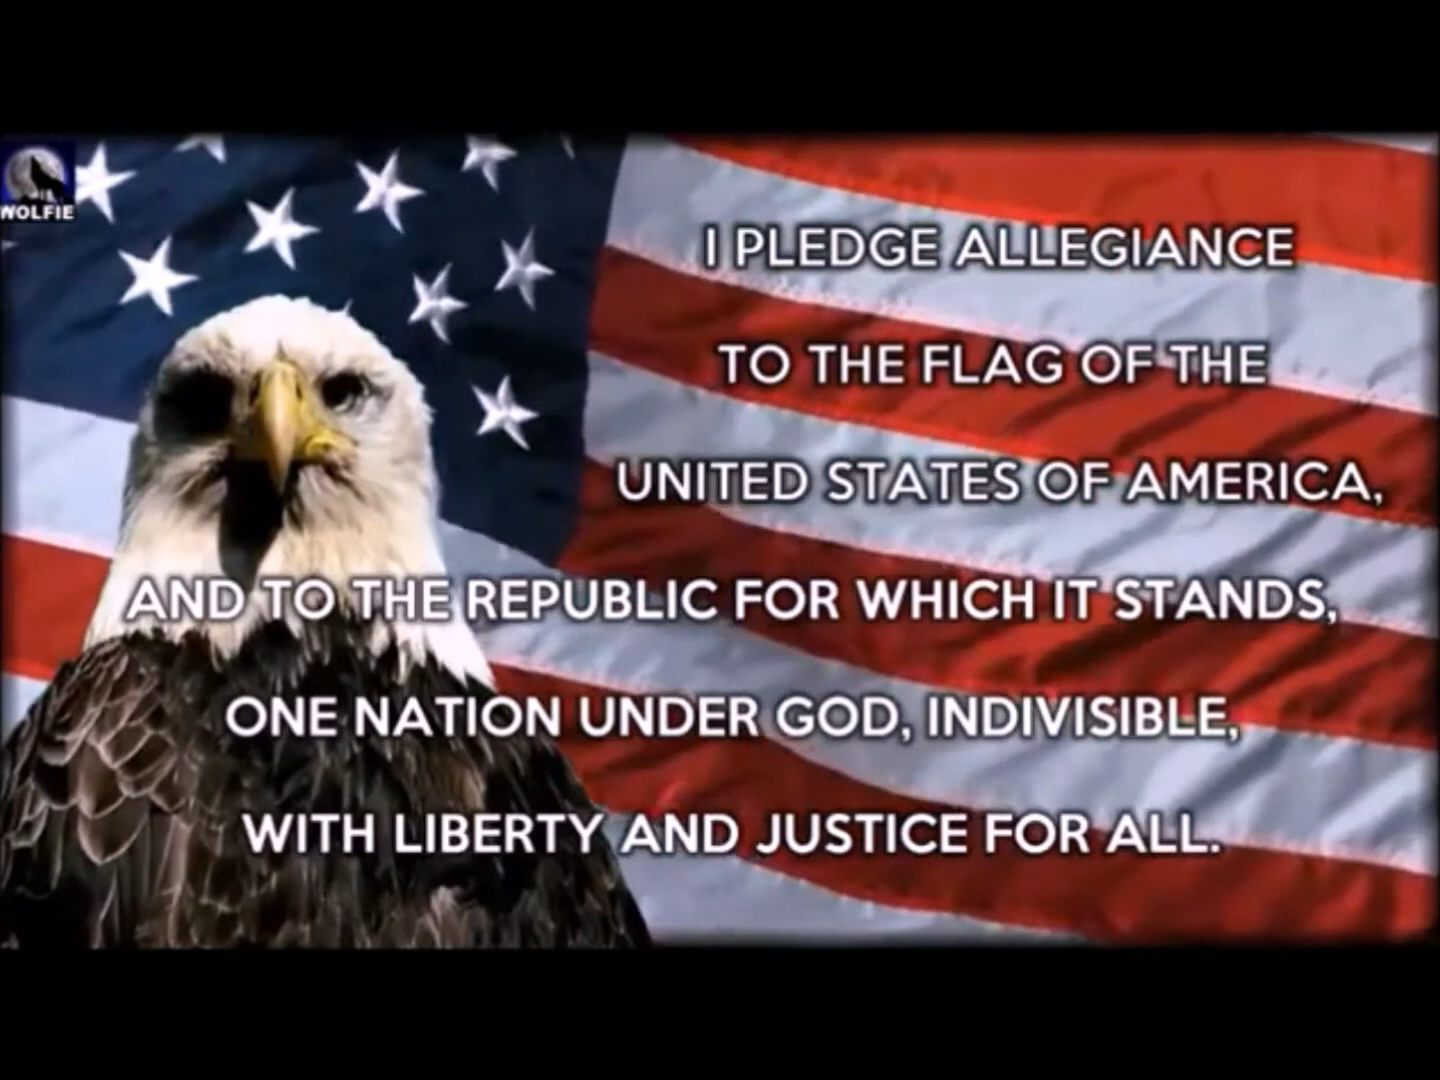 WOLFIE
I PLEDGE ALLEGIANCE
TO THE FLAG OF THE
UNITED STATES OF AMERICA,
AND TO THE REPUBLIC FOR WHICH IT STANDS,
ONE NATION UNDER GOD, INDIVISIBLE,
WITH LIBERTY AND JUSTICE FOR ALL.